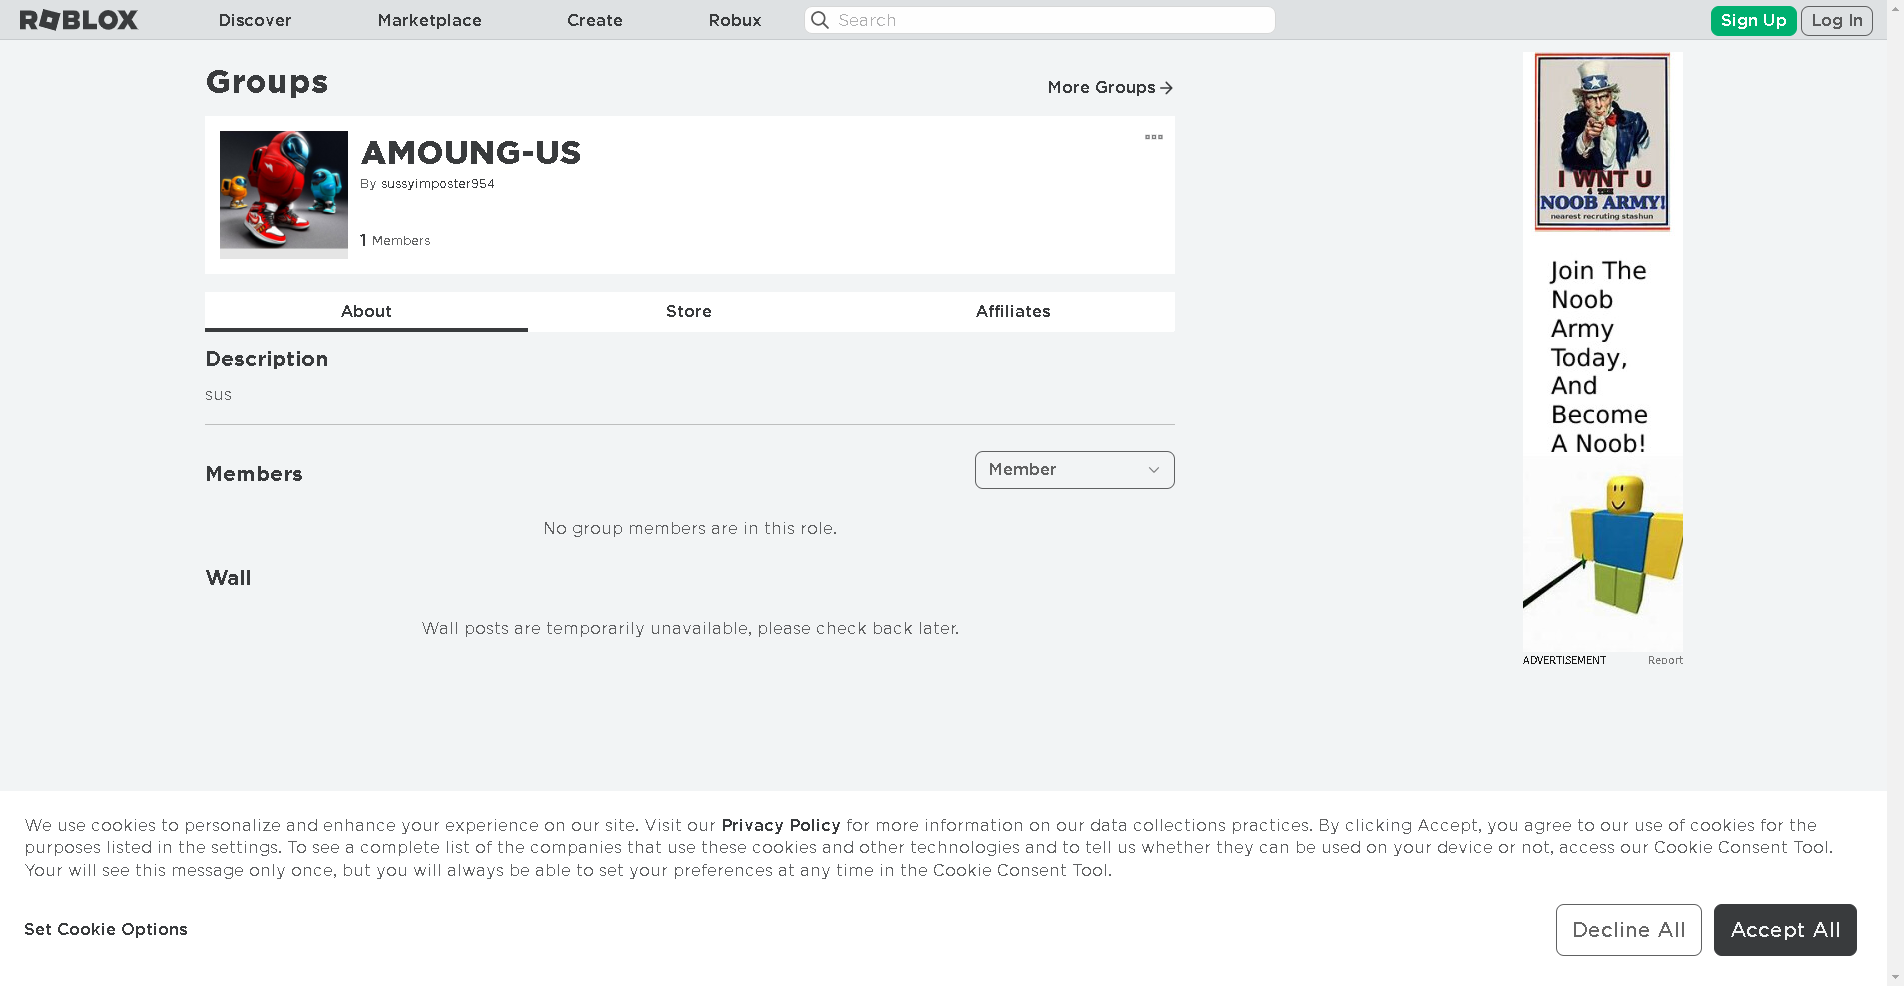 ROBLOX
Discover
Marketplace
Create
Robux
Search
Sign Up
Log In
Groups
More Groups
AMOUNG-US
By sussyimposter954
1 Members
About
Store
Affiliates
Description
sus
Members
Member
No group members are in this role.
Wall
Wall posts are temporarily unavailable, please check back later.
I WNT U
4 THE
NOOB ARMY!
nearest recruting stashun
Join The
Noob
Army
Today,
And
Become
A Noob!
ADVERTISEMENT
Report
We use cookies to personalize and enhance your experience on our site. Visit our Privacy Policy for more information on our data collections practices. By clicking Accept, you agree to our use of cookies for the
purposes listed in the settings. To see a complete list of the companies that use these cookies and other technologies and to tell us whether they can be used on your device or not, access our Cookie Consent Tool.
Your will see this message only once, but you will always be able to set your preferences at any time in the Cookie Consent Tool.
Set Cookie Options
Decline All
Accept All